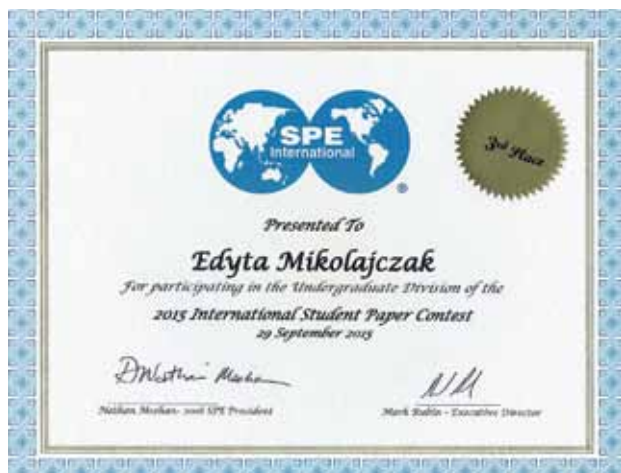 SPE
International
®
3rd Place
Presented To
Edyta Mikolajczak
For participating in the Undergraduate Division of the
2015 International Student Paper Contest
29 September 2015
Nathan Meehan- 2016 SPE President
Mark Rubin - Executive Director